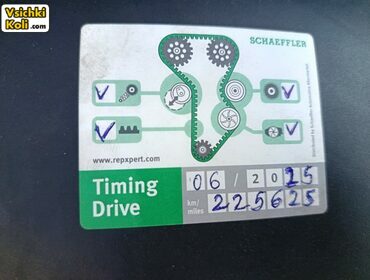 Vsichki
Koli .com
SCHAEFFLER
www.repxpert.com
Timing
Drive
06 / 2025
km/
miles
225625